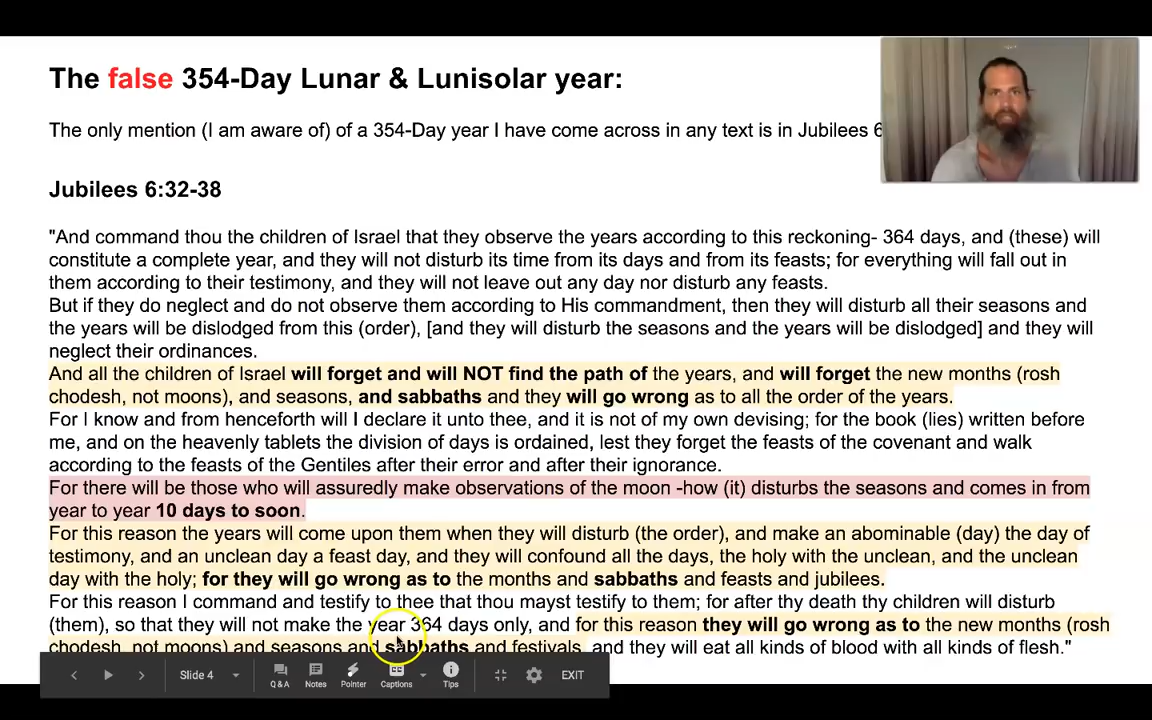 The false 354-Day Lunar & Lunisolar year:
The only mention (I am aware of) of a 354-Day year I have come across in any text is in Jubilees 6
Jubilees 6:32-38
"And command thou the children of Israel that they observe the years according to this reckoning- 364 days, and (these) will
constitute a complete year, and they will not disturb its time from its days and from its feasts; for everything will fall out in
them according to their testimony, and they will not leave out any day nor disturb any feasts.
But if they do neglect and do not observe them according to His commandment, then they will disturb all their seasons and
the years will be dislodged from this (order), [and they will disturb the seasons and the years will be dislodged] and they will
neglect their ordinances.
And all the children of Israel will forget and will NOT find the path of the years, and will forget the new months (rosh
chodesh, not moons), and seasons, and sabbaths and they will go wrong as to all the order of the years.
For I know and from henceforth will I declare it unto thee, and it is not of my own devising; for the book (lies) written before
me, and on the heavenly tablets the division of days is ordained, lest they forget the feasts of the covenant and walk
according to the feasts of the Gentiles after their error and after their ignorance.
For there will be those who will assuredly make observations of the moon -how (it) disturbs the seasons and comes in from
year to year 10 days to soon.
For this reason the years will come upon them when they will disturb (the order), and make an abominable (day) the day of
testimony, and an unclean day a feast day, and they will confound all the days, the holy with the unclean, and the unclean
day with the holy; for they will go wrong as to the months and sabbaths and feasts and jubilees.
For this reason I command and testify to thee that thou mayst testify to them; for after thy death thy children will disturb
(them), so that they will not make the year 364 days only, and for this reason they will go wrong as to the new months (rosh
chodesh, not moons) and seasons and sabbaths and festivals, and they will eat all kinds of blood with all kinds of flesh."
Slide 4
Q&A Notes Pointer Captions Tips EXIT